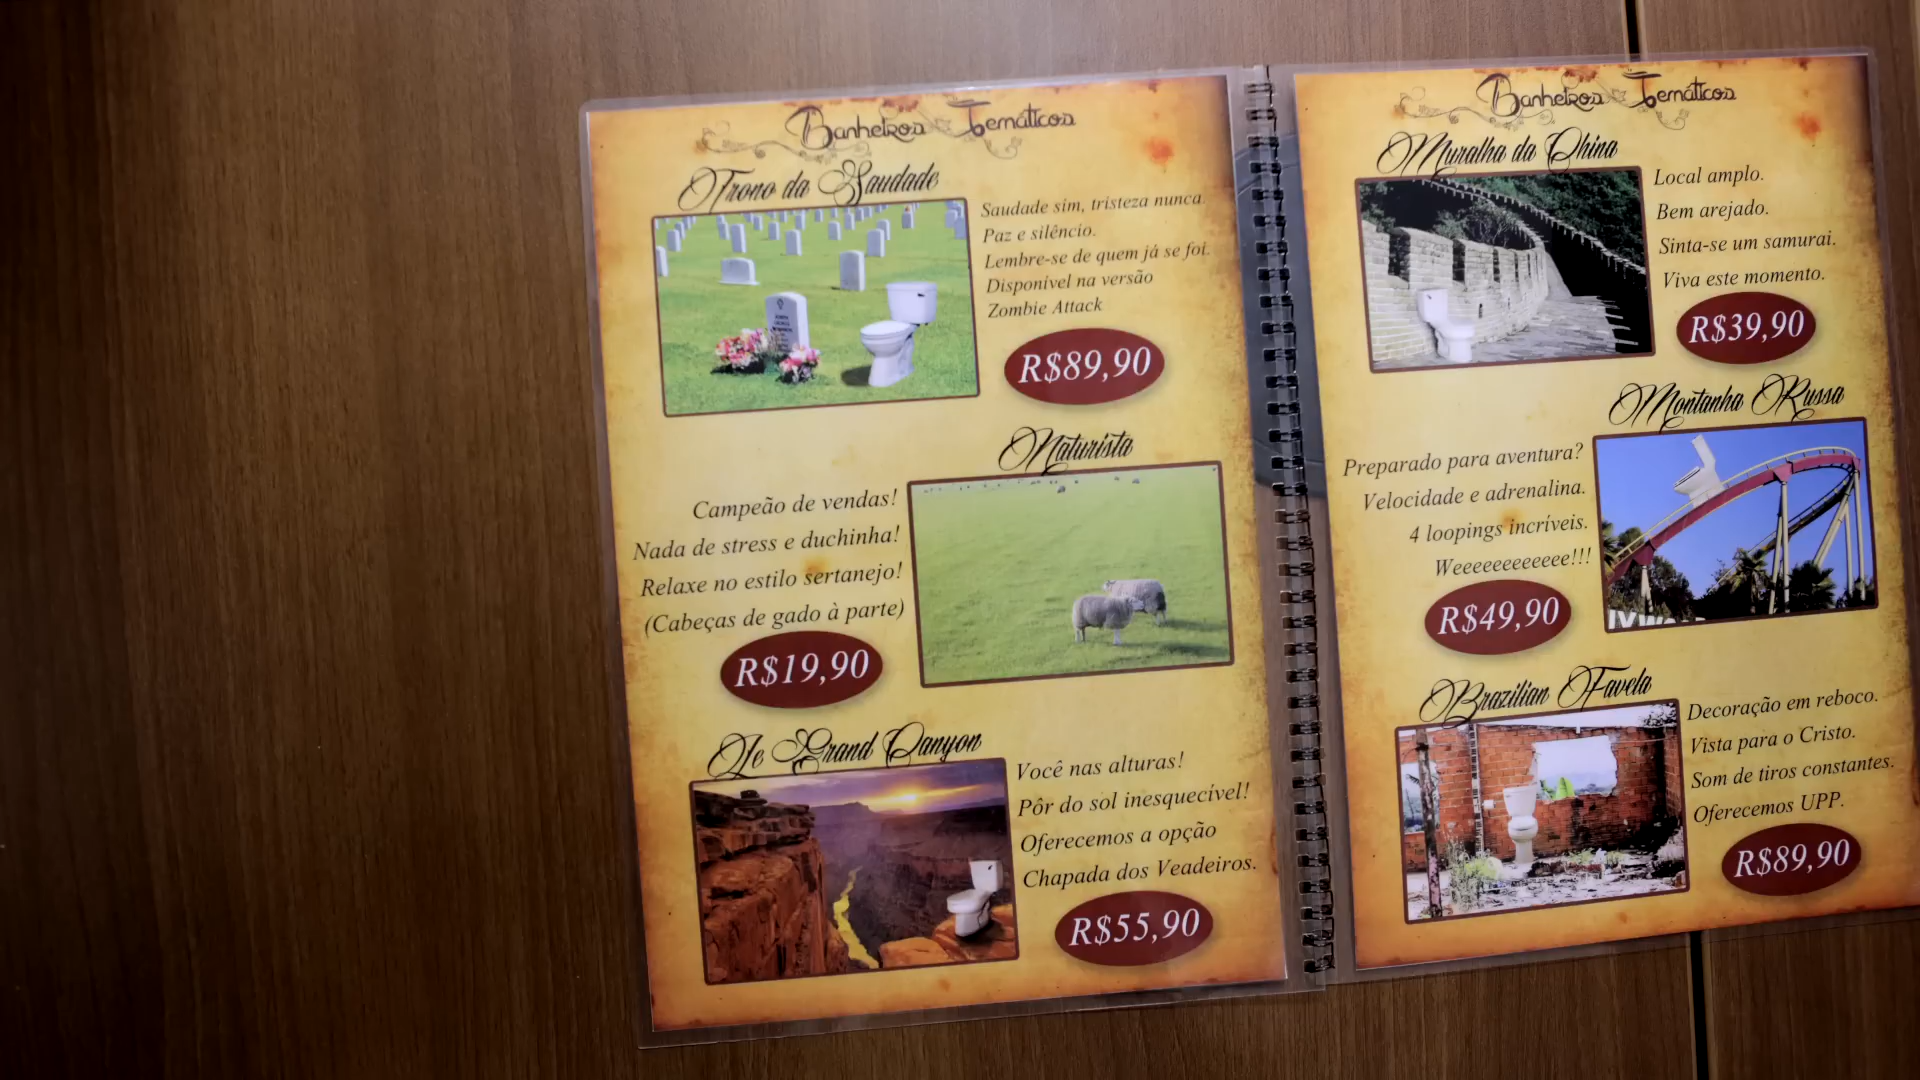 Banheiros Temáticos
Trono da Saudade
Saudade sim, tristeza nunca.
Paz e silêncio.
Lembre-se de quem já se foi.
Disponível na versão
Zombie Attack
R$89,90
Naturista
Campeão de vendas!
Nada de stress e duchinha!
Relaxe no estilo sertanejo!
(Cabeças de gado à parte)
R$19,90
Le Grand Canyon
Você nas alturas!
Pôr do sol inesquecível!
Oferecemos a opção
Chapada dos Veadeiros.
R$55,90
Banheiros Temáticos
Muralha da China
Local amplo.
Bem arejado.
Sinta-se um samurai.
Viva este momento.
R$39,90
Montanha Russa
Preparado para aventura?
Velocidade e adrenalina.
4 loopings incríveis.
Weeeeeeeeeee!!!
R$49,90
Brazilian Favela
Decoração em reboco.
Vista para o Cristo.
Som de tiros constantes.
Oferecemos UPP.
R$89,90